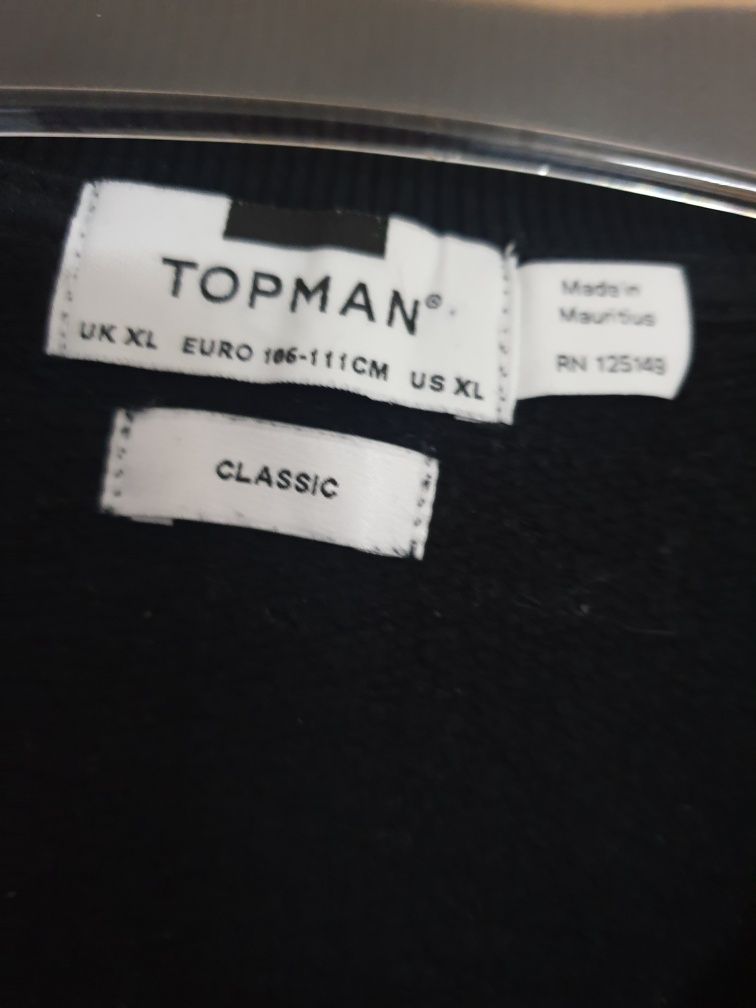 TOPMAN®
UK XL EURO 106-111CM US XL
Made in
Mauritius
RN 125149
CLASSIC